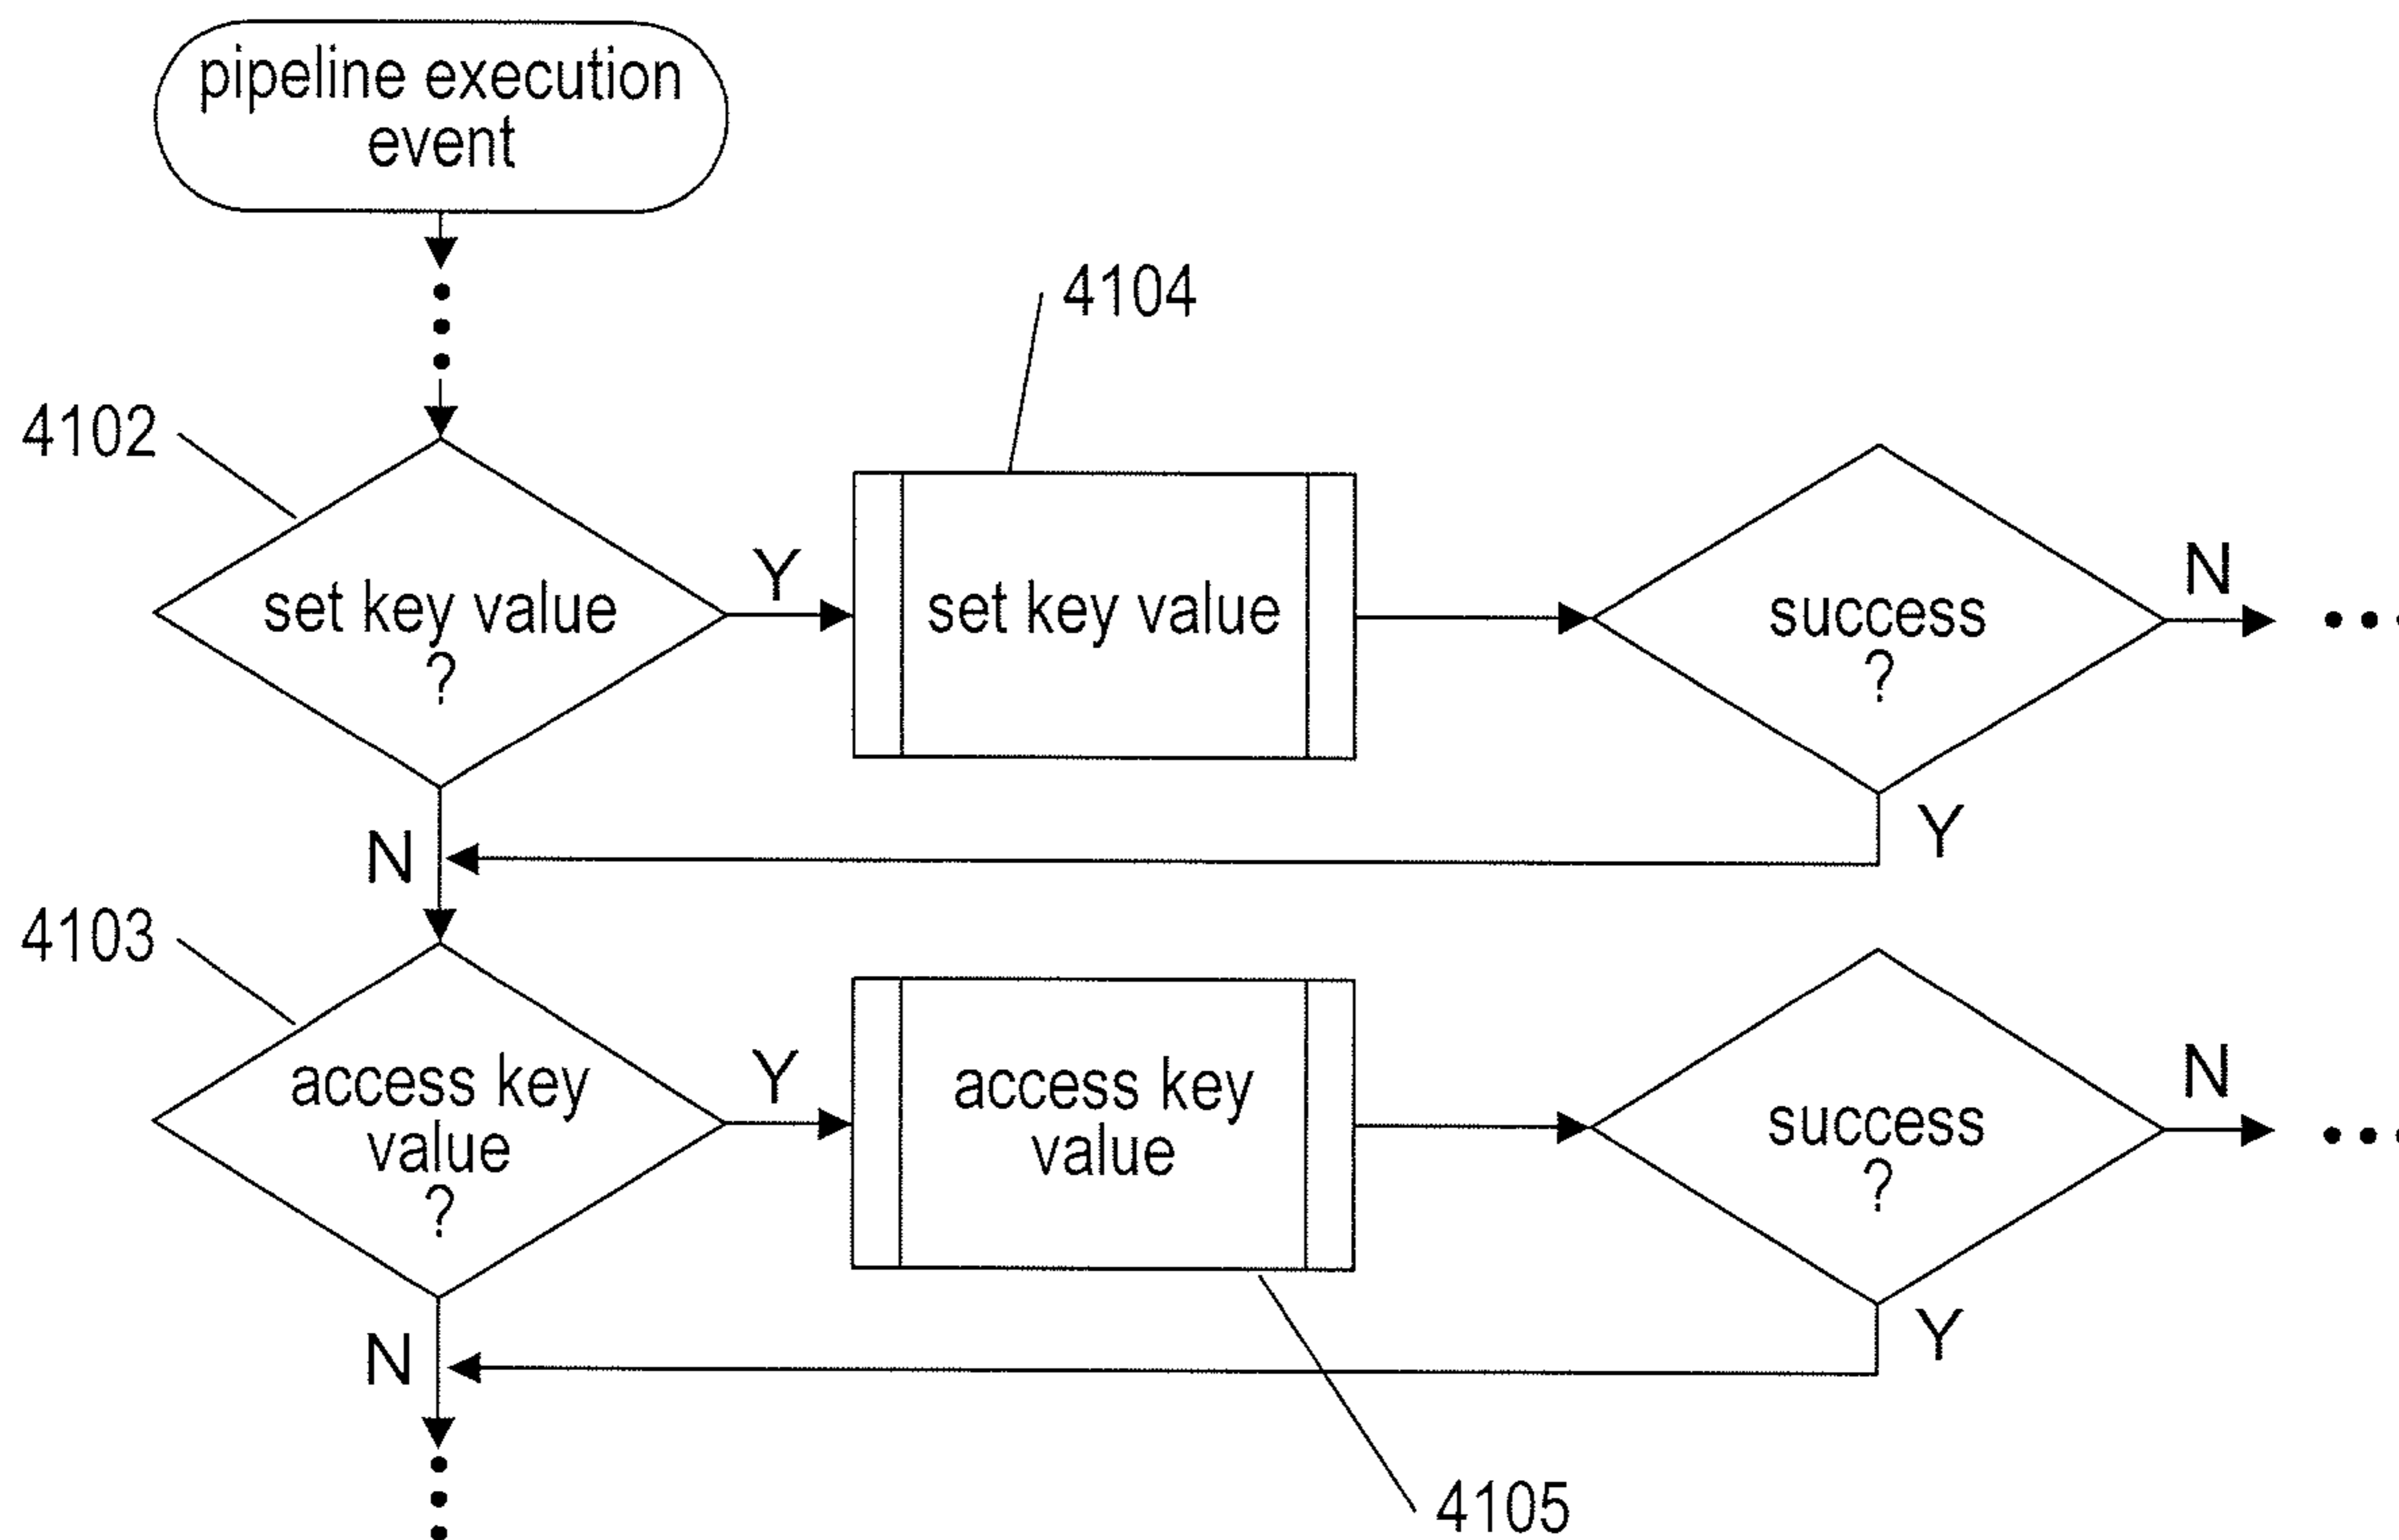 pipeline execution
event
4104
4102
set key value
?
Y
set key value
success
?
N
N
Y
4103
access key
value
?
Y
access key
value
success
?
N
N
Y
4105